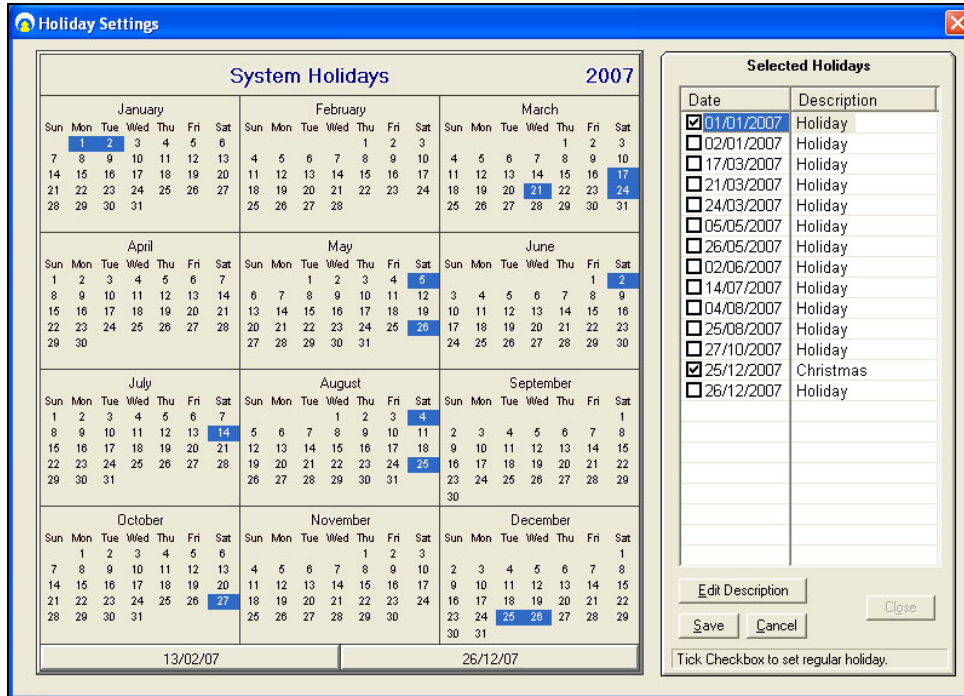 Holiday Settings
System Holidays 2007
January
Sun Mon Tue Wed Thu Fri Sat
1 2 3 4 5 6
7 8 9 10 11 12 13
14 15 16 17 18 19 20
21 22 23 24 25 26 27
28 29 30 31
February
Sun Mon Tue Wed Thu Fri Sat
1 2 3
4 5 6 7 8 9 10
11 12 13 14 15 16 17
18 19 20 21 22 23 24
25 26 27 28
March
Sun Mon Tue Wed Thu Fri Sat
1 2 3
4 5 6 7 8 9 10
11 12 13 14 15 16 17
18 19 20 21 22 23 24
25 26 27 28 29 30 31
April
Sun Mon Tue Wed Thu Fri Sat
1 2 3 4 5 6 7
8 9 10 11 12 13 14
15 16 17 18 19 20 21
22 23 24 25 26 27 28
29 30
May
Sun Mon Tue Wed Thu Fri Sat
1 2 3 4 5
6 7 8 9 10 11 12
13 14 15 16 17 18 19
20 21 22 23 24 25 26
27 28 29 30 31
June
Sun Mon Tue Wed Thu Fri Sat
1 2
3 4 5 6 7 8 9
10 11 12 13 14 15 16
17 18 19 20 21 22 23
24 25 26 27 28 29 30
July
Sun Mon Tue Wed Thu Fri Sat
1 2 3 4 5 6 7
8 9 10 11 12 13 14
15 16 17 18 19 20 21
22 23 24 25 26 27 28
29 30 31
August
Sun Mon Tue Wed Thu Fri Sat
1 2 3 4
5 6 7 8 9 10 11
12 13 14 15 16 17 18
19 20 21 22 23 24 25
26 27 28 29 30 31
September
Sun Mon Tue Wed Thu Fri Sat
1
2 3 4 5 6 7 8
9 10 11 12 13 14 15
16 17 18 19 20 21 22
23 24 25 26 27 28 29
30
October
Sun Mon Tue Wed Thu Fri Sat
1 2 3 4 5 6
7 8 9 10 11 12 13
14 15 16 17 18 19 20
21 22 23 24 25 26 27
28 29 30 31
November
Sun Mon Tue Wed Thu Fri Sat
1 2 3
4 5 6 7 8 9 10
11 12 13 14 15 16 17
18 19 20 21 22 23 24
25 26 27 28 29 30
December
Sun Mon Tue Wed Thu Fri Sat
1
2 3 4 5 6 7 8
9 10 11 12 13 14 15
16 17 18 19 20 21 22
23 24 25 26 27 28 29
30 31
13/02/07 26/12/07
Selected Holidays
Date Description
01/01/2007 Holiday
02/01/2007 Holiday
17/03/2007 Holiday
21/03/2007 Holiday
24/03/2007 Holiday
05/05/2007 Holiday
26/05/2007 Holiday
02/06/2007 Holiday
14/07/2007 Holiday
04/08/2007 Holiday
25/08/2007 Holiday
27/10/2007 Holiday
25/12/2007 Christmas
26/12/2007 Holiday
Edit Description
Close
Save Cancel
Tick Checkbox to set regular holiday.